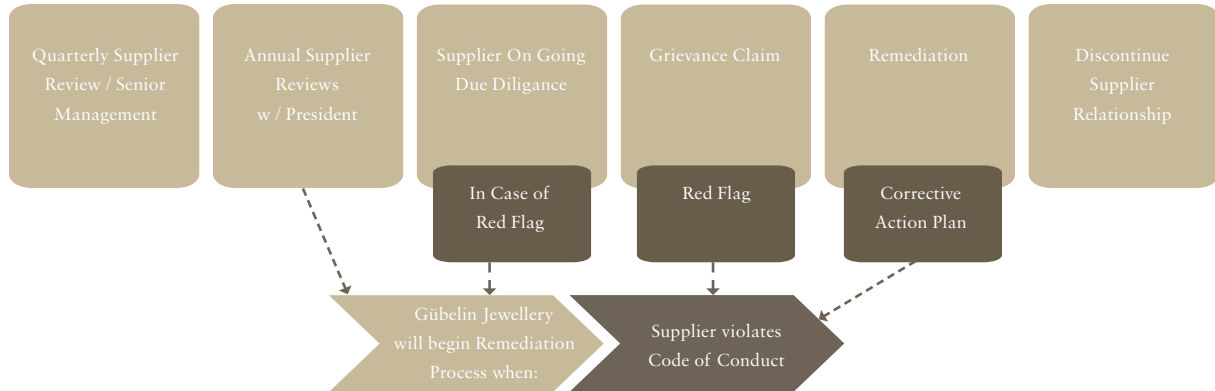 Quarterly Supplier
Review / Senior
Management
Annual Supplier
Reviews
w / President
Supplier On Going
Due Diligance
Grievance Claim
Remediation
Discontinue
Supplier
Relationship
In Case of
Red Flag
Red Flag
Corrective
Action Plan
Gübelin Jewellery
will begin Remediation
Process when:
Supplier violates
Code of Conduct